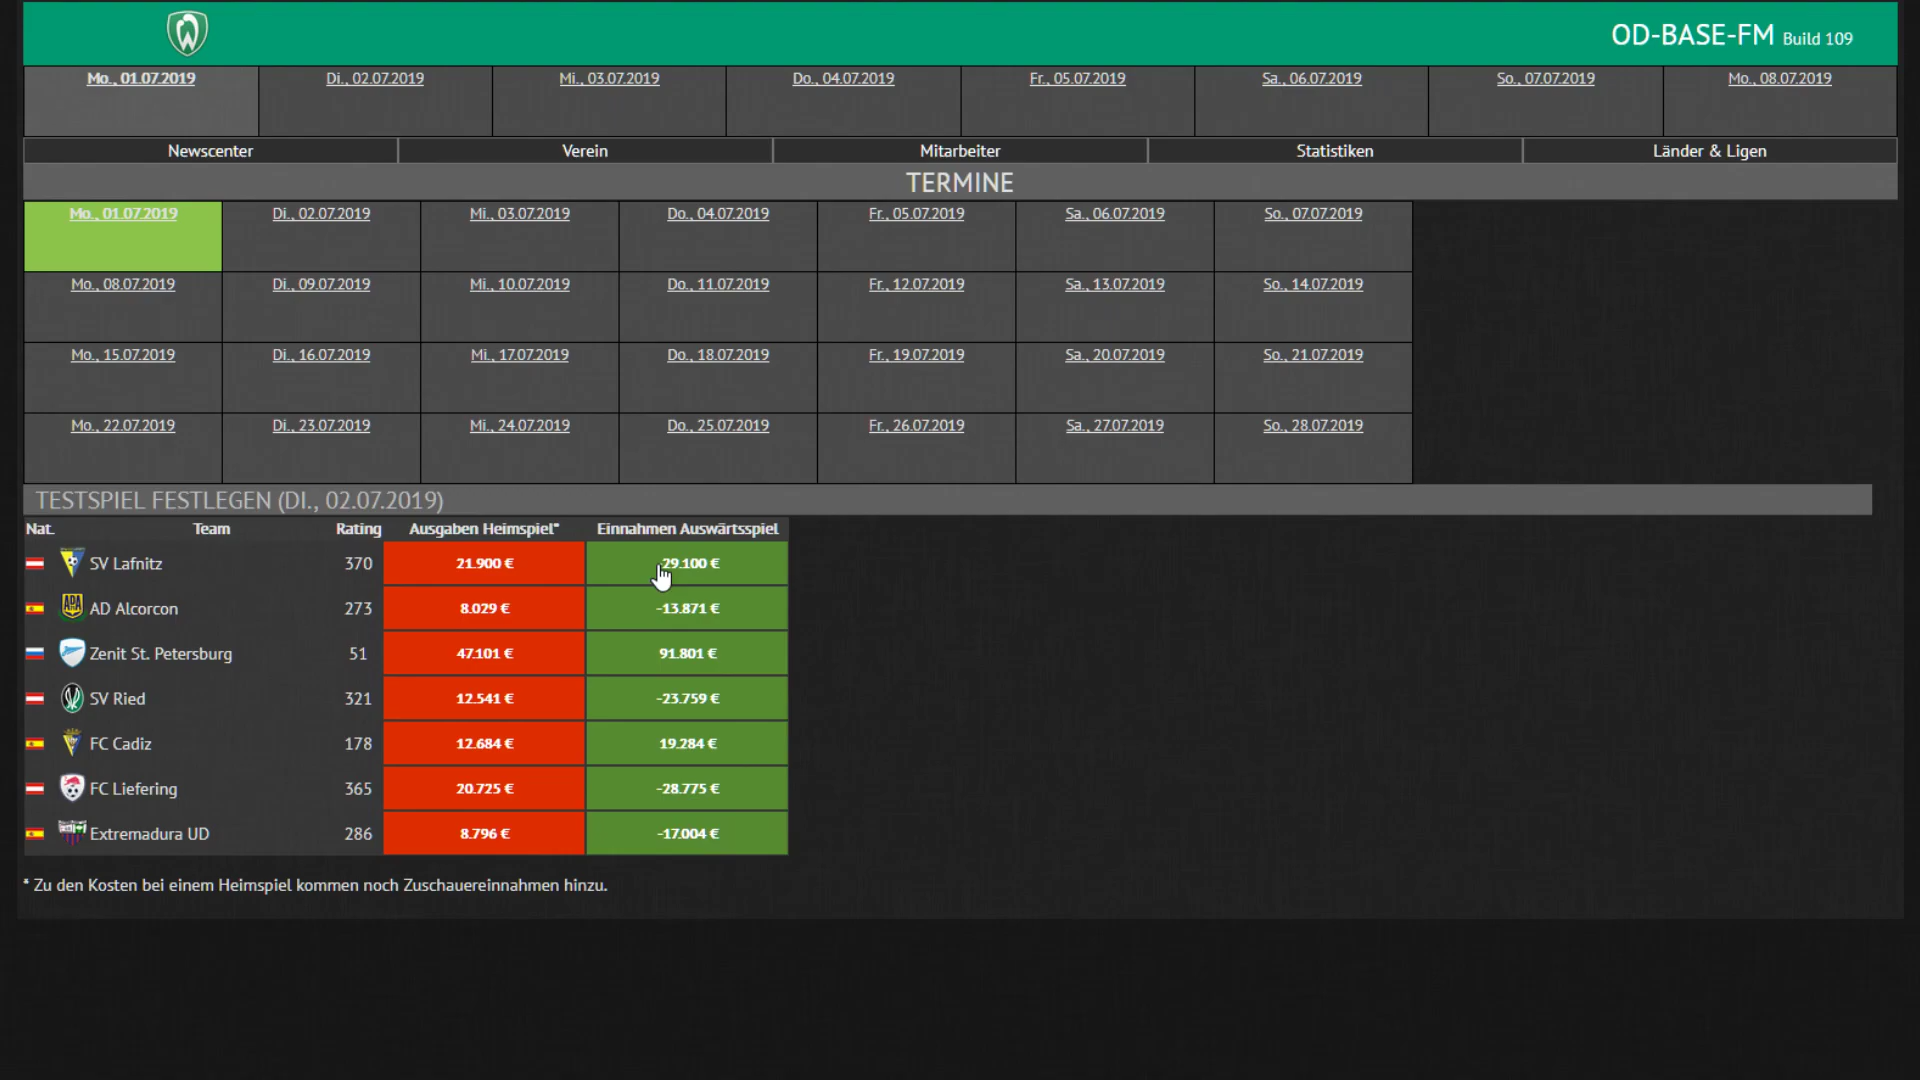 OD-BASE-FM Build 109
Mo., 01.07.2019 Di., 02.07.2019 Mi., 03.07.2019 Do., 04.07.2019 Fr., 05.07.2019 Sa., 06.07.2019 So., 07.07.2019 Mo., 08.07.2019
Newscenter Verein Mitarbeiter Statistiken Länder & Ligen
TERMINE
Mo., 01.07.2019 Di., 02.07.2019 Mi., 03.07.2019 Do., 04.07.2019 Fr., 05.07.2019 Sa., 06.07.2019 So., 07.07.2019
Mo., 08.07.2019 Di., 09.07.2019 Mi., 10.07.2019 Do., 11.07.2019 Fr., 12.07.2019 Sa., 13.07.2019 So., 14.07.2019
Mo., 15.07.2019 Di., 16.07.2019 Mi., 17.07.2019 Do., 18.07.2019 Fr., 19.07.2019 Sa., 20.07.2019 So., 21.07.2019
Mo., 22.07.2019 Di., 23.07.2019 Mi., 24.07.2019 Do., 25.07.2019 Fr., 26.07.2019 Sa., 27.07.2019 So., 28.07.2019
TESTSPIEL FESTLEGEN (DI., 02.07.2019)
Nat. Team Rating Ausgaben Heimspiel* Einnahmen Auswärtsspiel
SV Lafnitz 370 21.900 € 29.100 €
AD Alcorcon 273 8.029 € -13.871 €
Zenit St. Petersburg 51 47.101 € 91.801 €
SV Ried 321 12.541 € -23.759 €
FC Cadiz 178 12.684 € 19.284 €
FC Liefering 365 20.725 € -28.775 €
Extremadura UD 286 8.796 € -17.004 €
* Zu den Kosten bei einem Heimspiel kommen noch Zuschauereinnahmen hinzu.